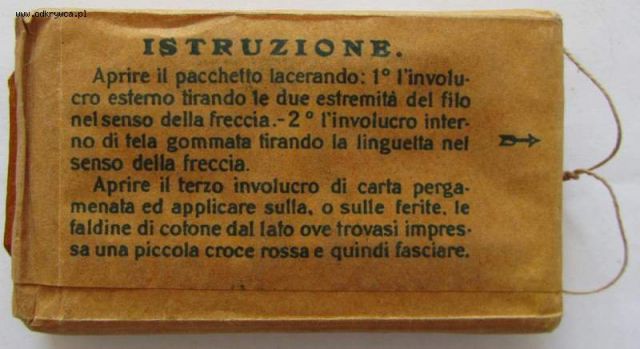 www.odkrywca.pl
ISTRUZIONE.
Aprire il pacchetto lacerando: 1° l'involu-
cro esterno tirando le due estremità del filo
nel senso della freccia.-2° l'involucro inter-
no di tela gommata tirando la linguetta nel
senso della freccia.
Aprire il terzo involucro di carta perga-
menata ed applicare sulla, o sulle ferite, le
faldine di cotone dal lato ove trovasi impres-
sa una piccola croce rossa e quindi fasciare.